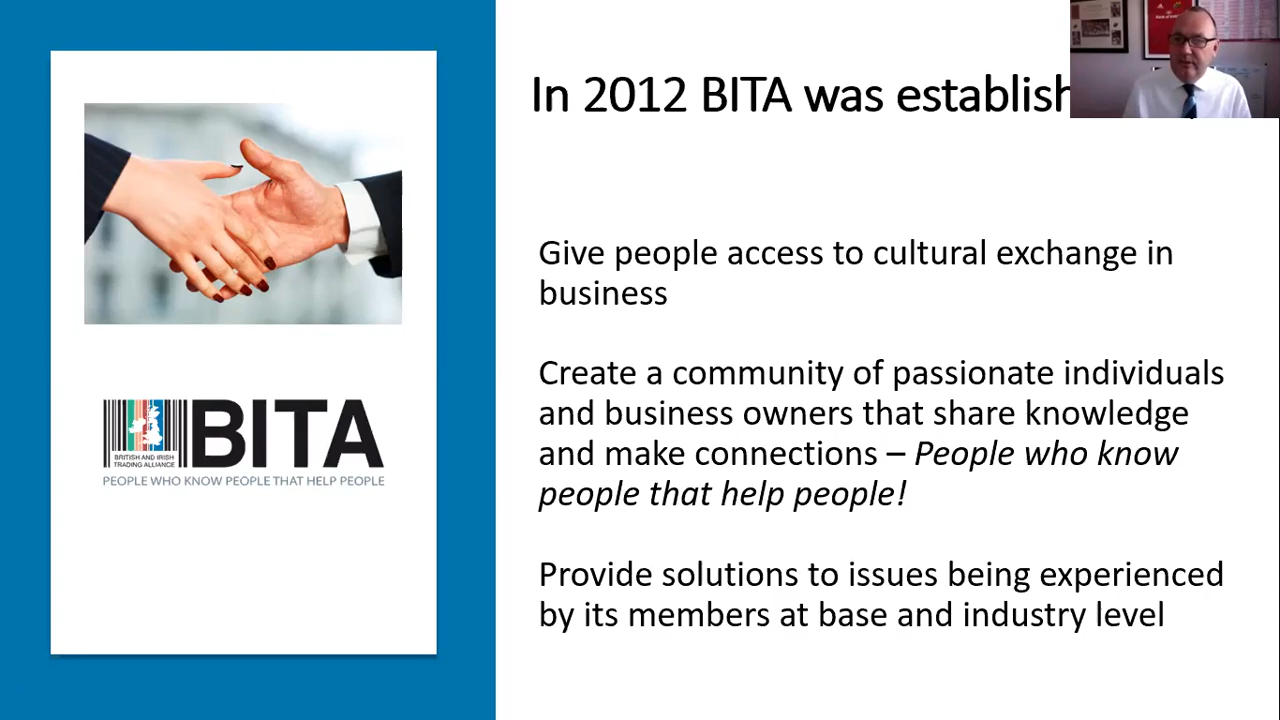 In 2012 BITA was establish
Give people access to cultural exchange in
business
Create a community of passionate individuals
and business owners that share knowledge
and make connections – People who know
people that help people!
Provide solutions to issues being experienced
by its members at base and industry level
BITA
BRITISH AND IRISH
TRADING ALLIANCE
PEOPLE WHO KNOW PEOPLE THAT HELP PEOPLE